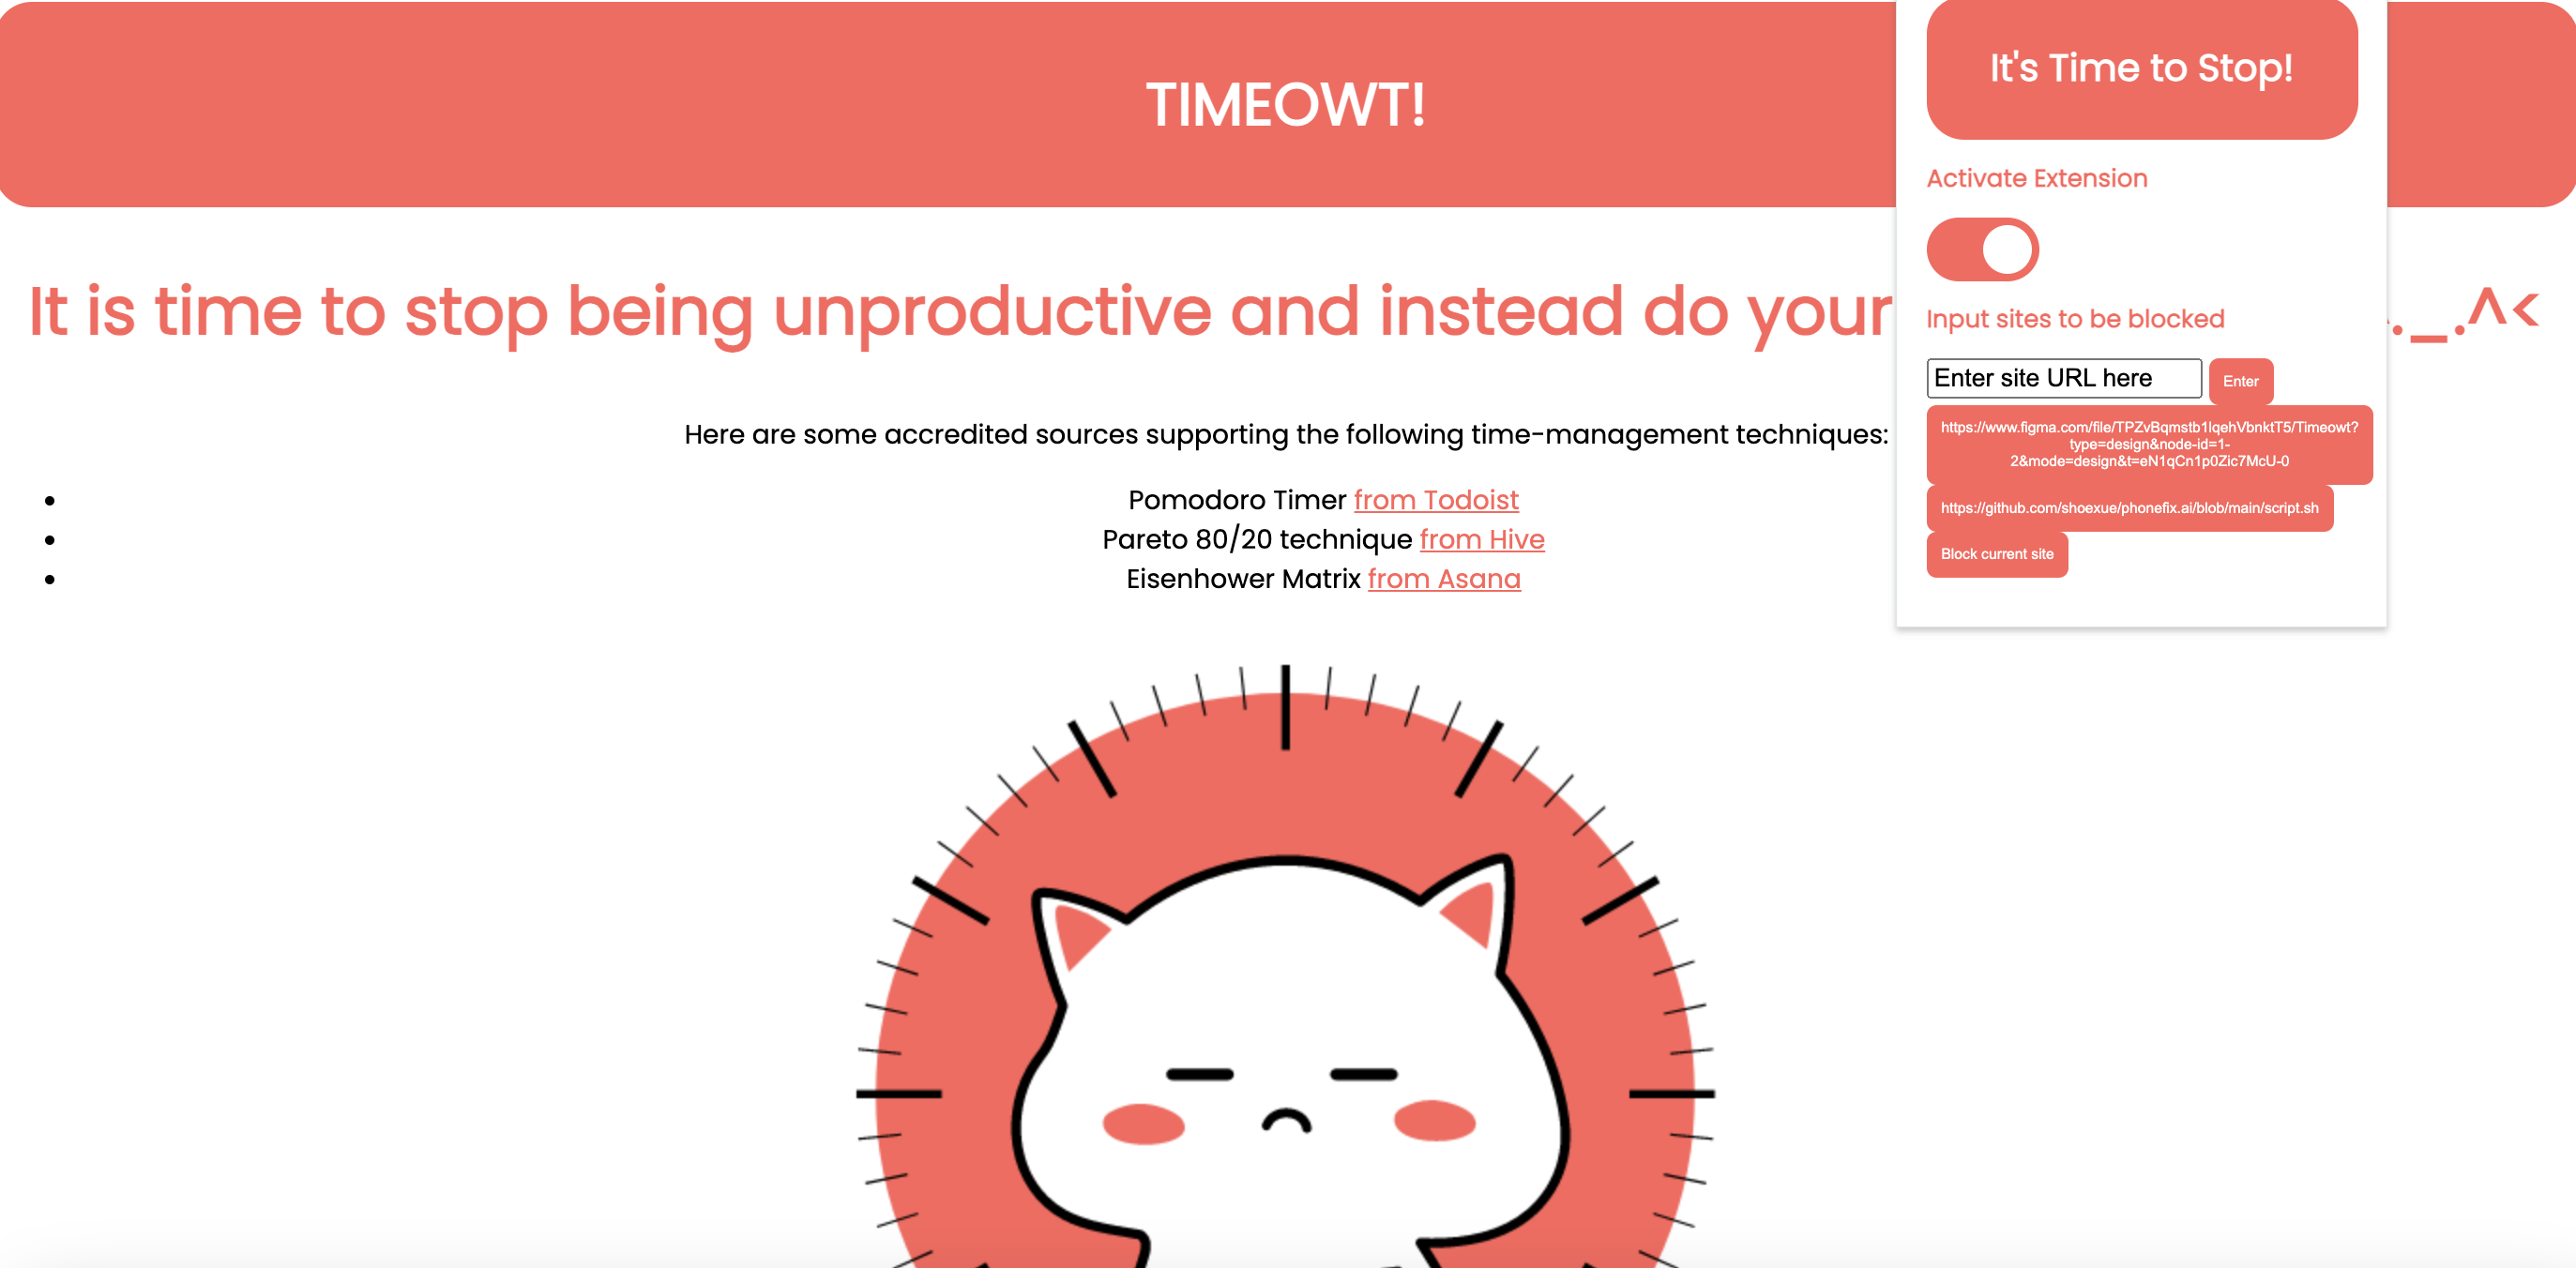 TIMEOWT!
It is time to stop being unproductive and instead do your
._.^<
Here are some accredited sources supporting the following time-management techniques:
Pomodoro Timer from Todoist
Pareto 80/20 technique from Hive
Eisenhower Matrix from Asana
It's Time to Stop!
Activate Extension
Input sites to be blocked
Enter site URL here
Enter
https://www.figma.com/file/TPZvBqmstb1lqehVbnktT5/Timeowt?
type=design&node-id=1-
2&mode=design&t=eN1qCn1p0Zic7McU-0
https://github.com/shoexue/phonefix.ai/blob/main/script.sh
Block current site